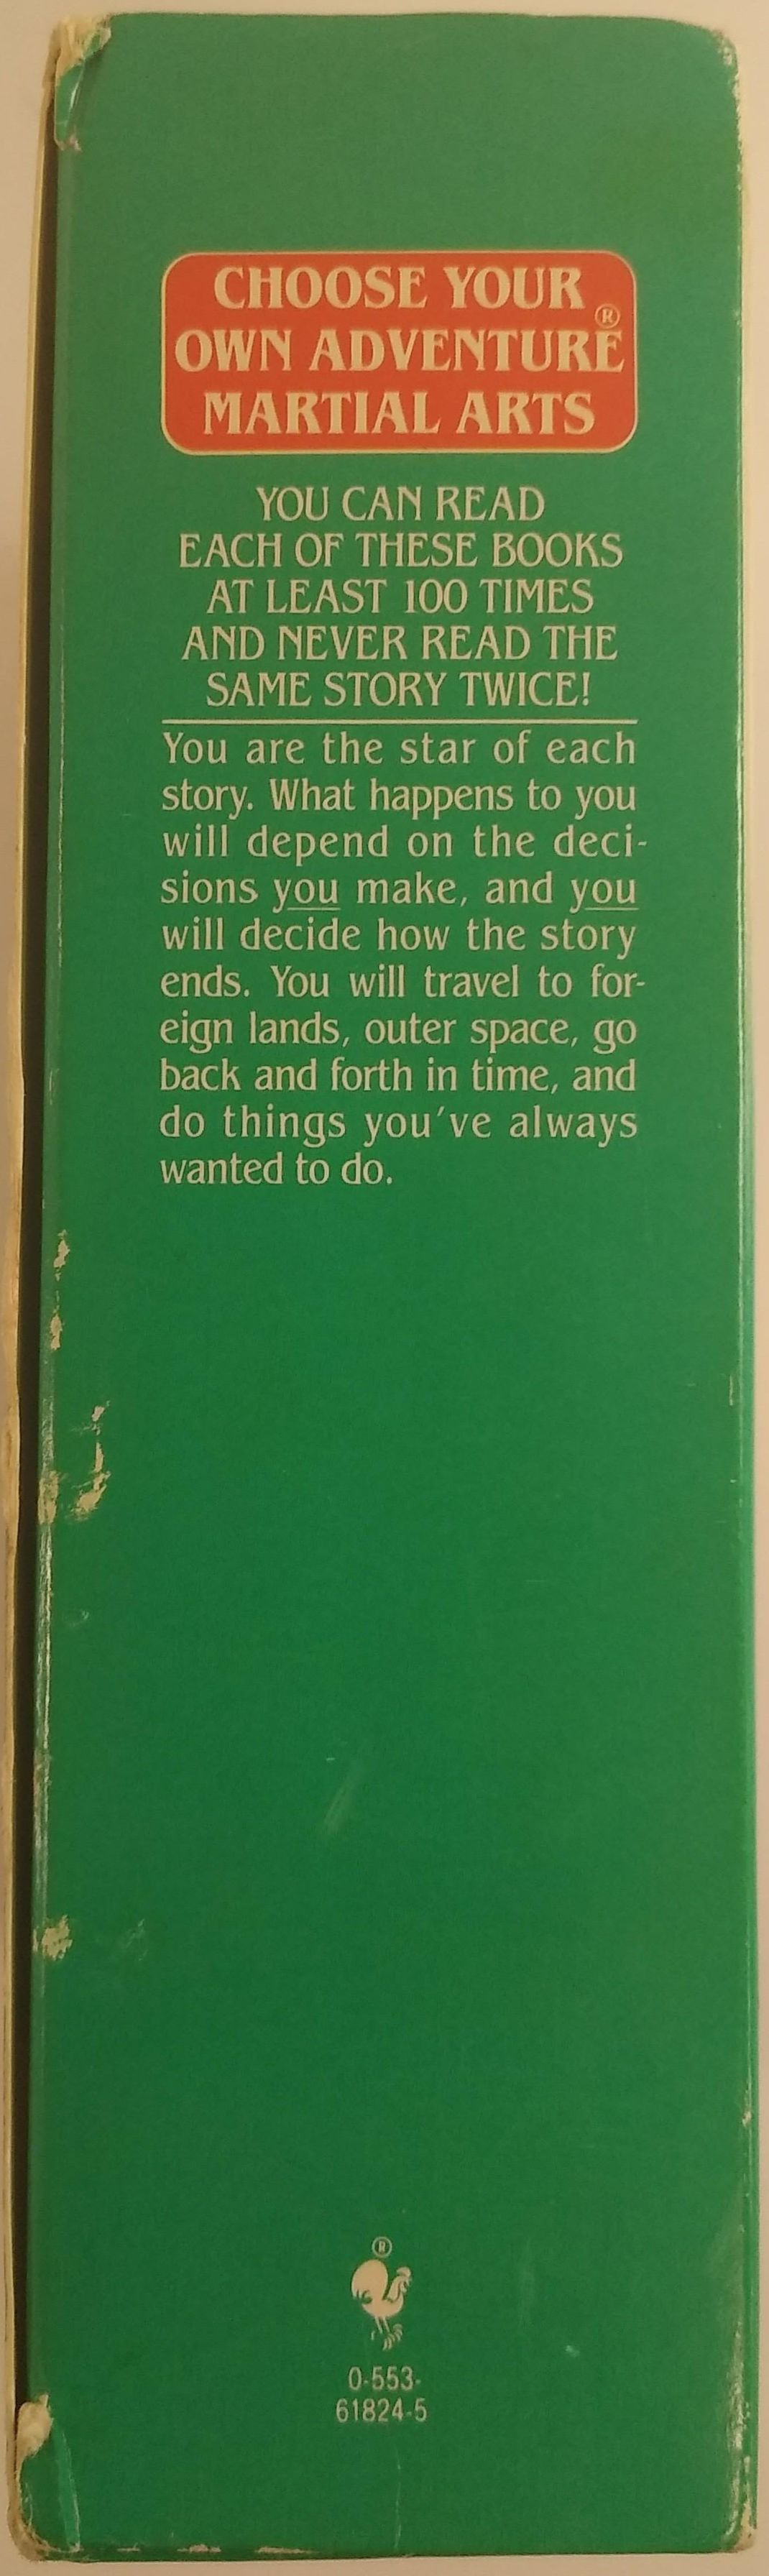 CHOOSE YOUR
OWN ADVENTURE®
MARTIAL ARTS
YOU CAN READ
EACH OF THESE BOOKS
AT LEAST 100 TIMES
AND NEVER READ THE
SAME STORY TWICE!
You are the star of each
story. What happens to you
will depend on the deci-
sions you make, and you
will decide how the story
ends. You will travel to for-
eign lands, outer space, go
back and forth in time, and
do things you've always
wanted to do.
®
0-553-
61824-5